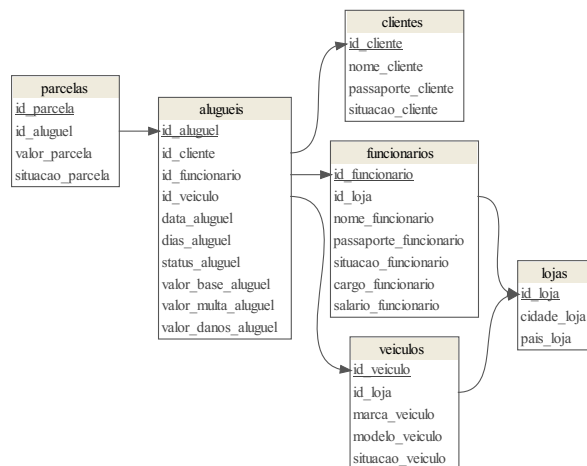 parcelas
id_parcela
id_aluguel
valor_parcela
situacao_parcela
alugueis
id_aluguel
id_cliente
id_funcionario
id_veiculo
data_aluguel
dias_aluguel
status_aluguel
valor_base_aluguel
valor_multa_aluguel
valor_danos_aluguel
clientes
id_cliente
nome_cliente
passaporte_cliente
situacao_cliente
funcionarios
id_funcionario
id_loja
nome_funcionario
passaporte_funcionario
situacao_funcionario
cargo_funcionario
salario_funcionario
veiculos
id_veiculo
id_loja
marca_veiculo
modelo_veiculo
situacao_veiculo
lojas
id_loja
cidade_loja
pais_loja